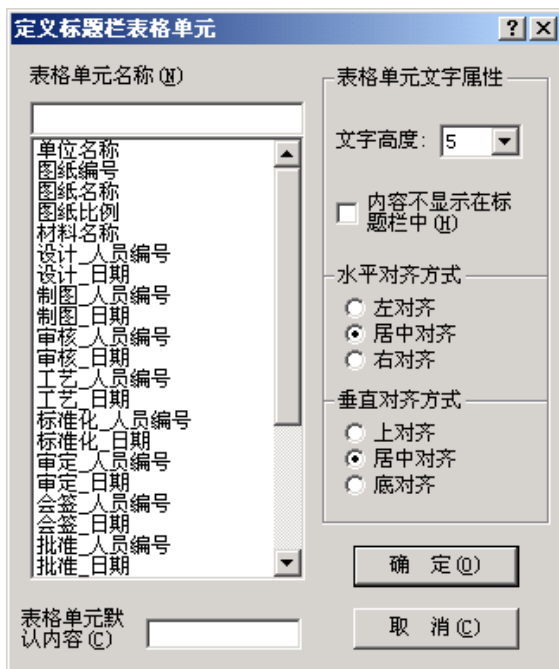 定义标题栏表格单元
表格单元名称(N)
单位名称
图纸编号
图纸名称
图纸比例
材料名称
设计_人员编号
设计_日期
制图_人员编号
制图_日期
审核_人员编号
审核_日期
工艺_人员编号
工艺_日期
标准化_人员编号
标准化_日期
审定_人员编号
审定_日期
会签_人员编号
会签_日期
批准_人员编号
批准_日期
表格单元默
认内容(C)
表格单元文字属性
文字高度: 5
内容不显示在标
题栏中(H)
水平对齐方式
左对齐
居中对齐
右对齐
垂直对齐方式
上对齐
居中对齐
底对齐
确 定(O)
取 消(C)